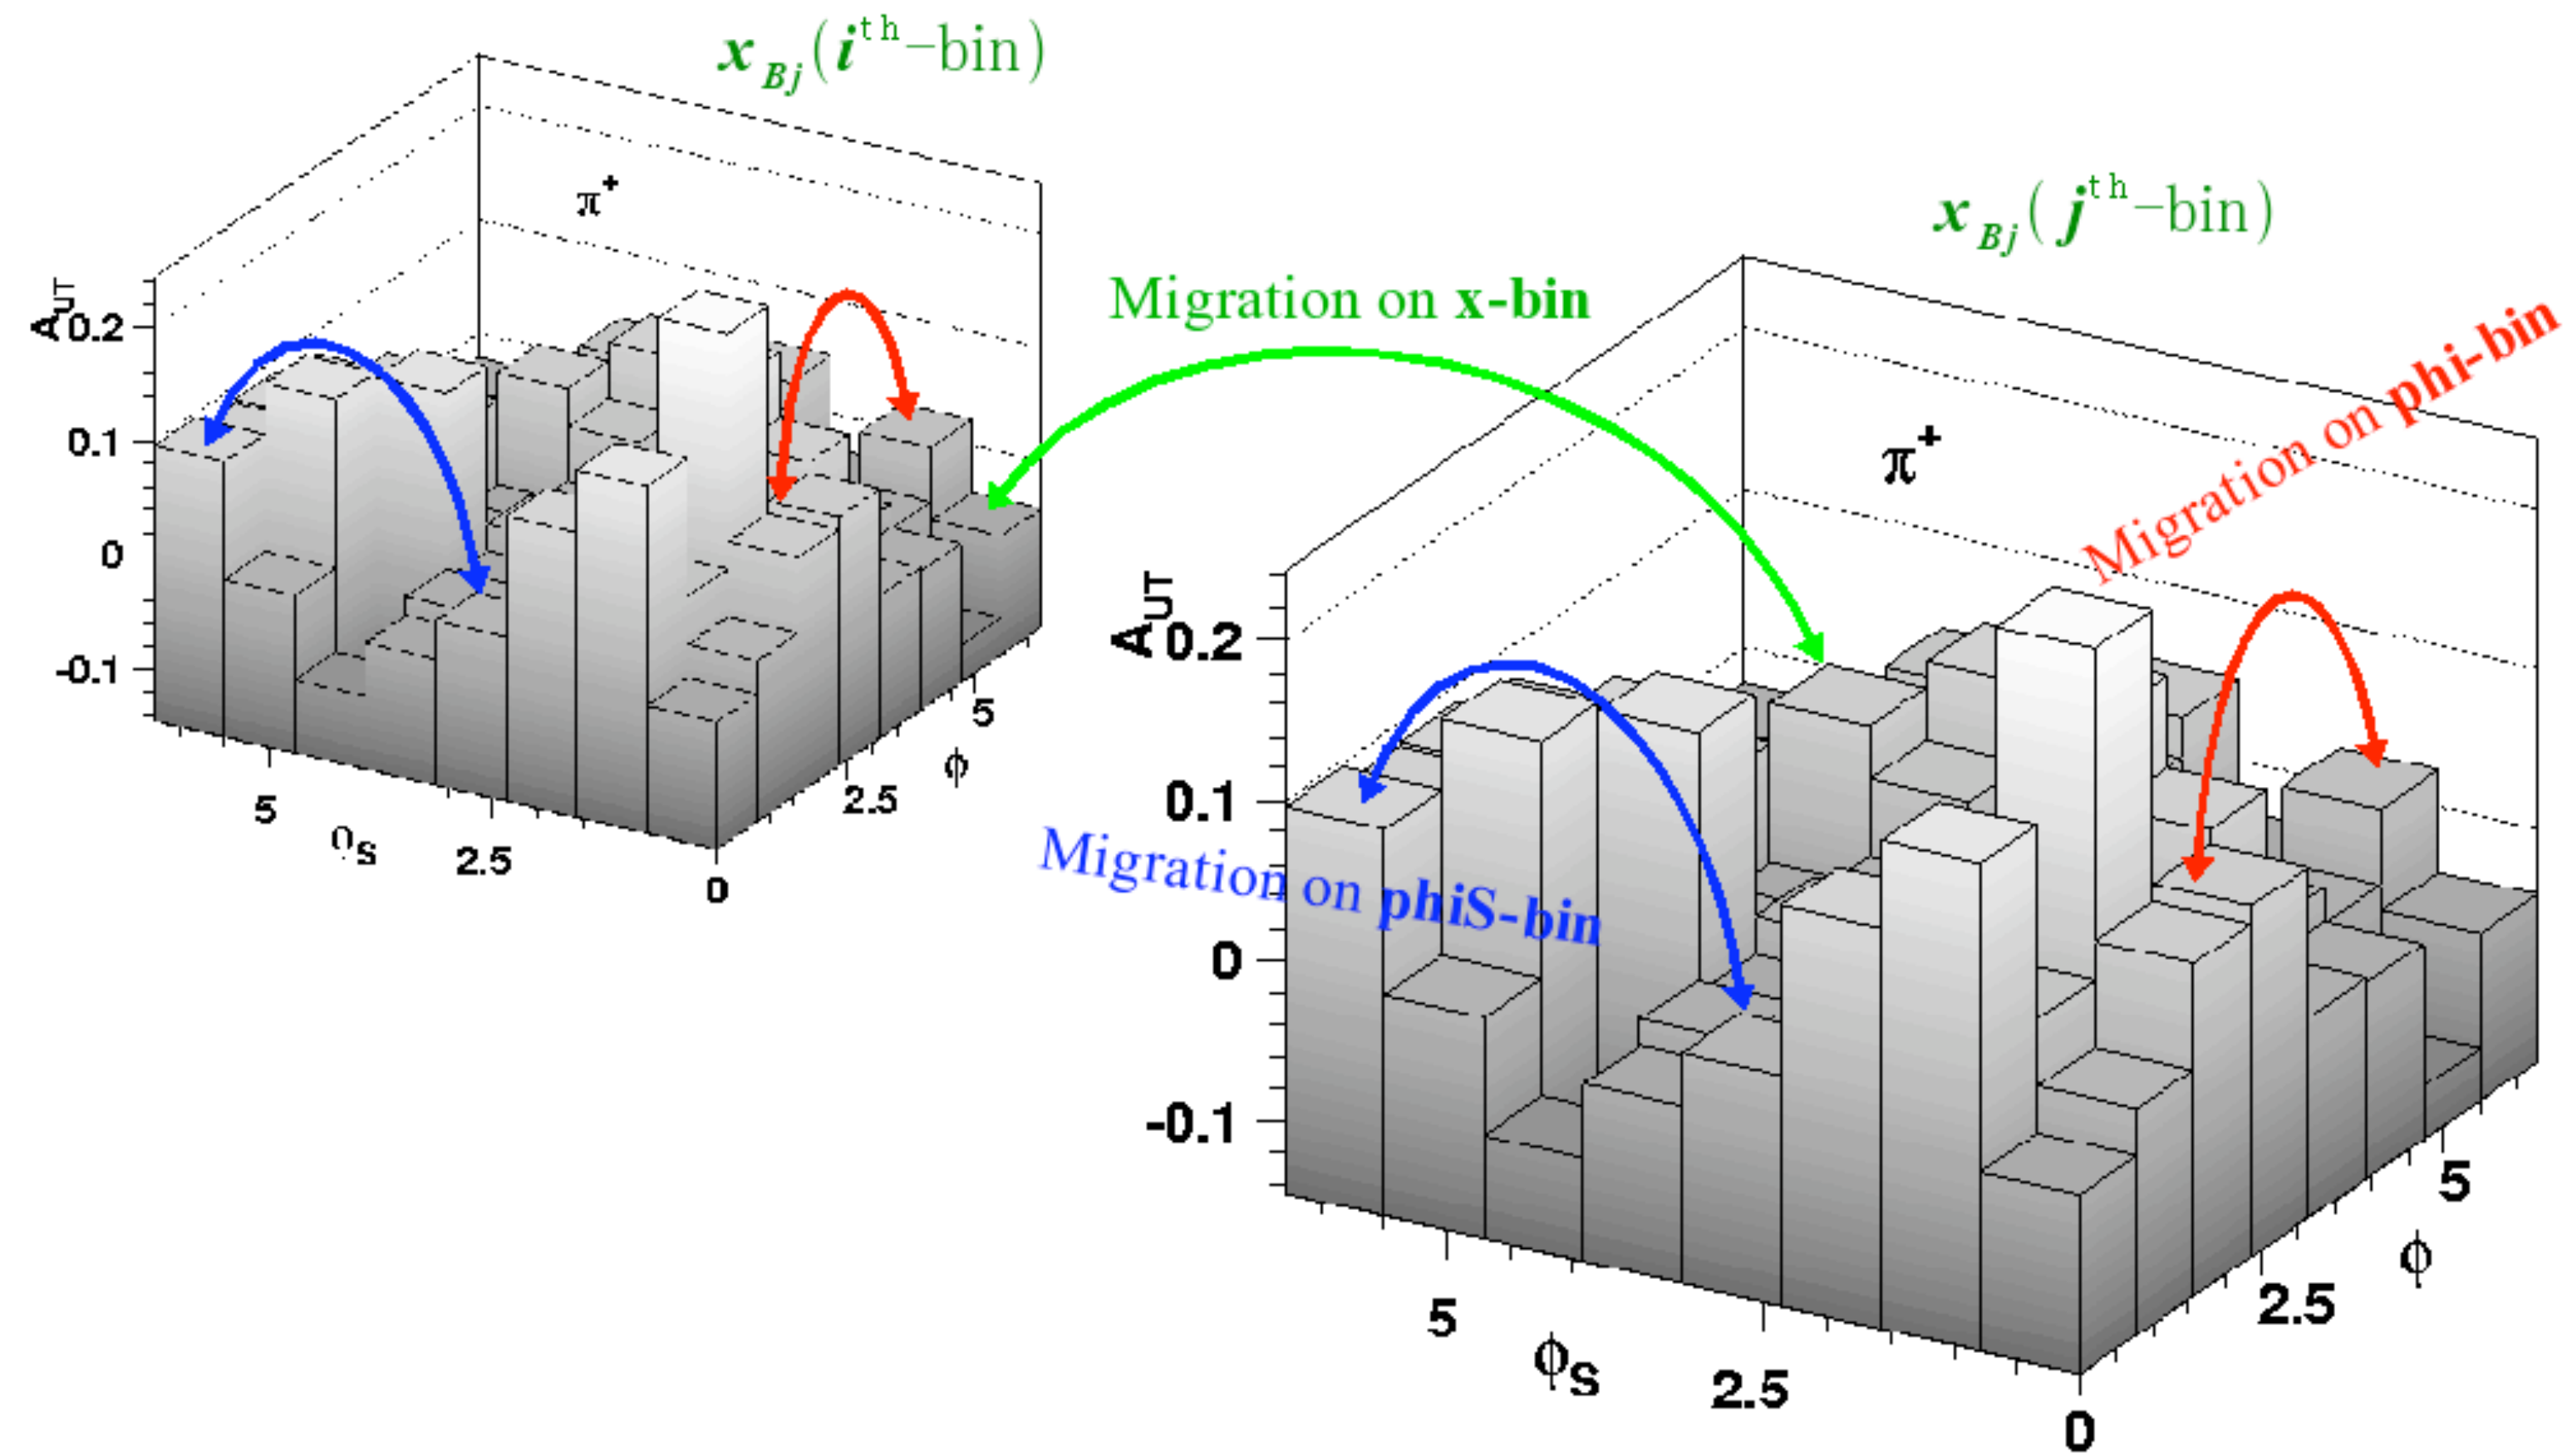 x_Bj(i^th−bin)
π⁺
A_UT
0.2
0.1
0
-0.1
5
ϕ_S
2.5
0
2.5
5
ϕ
Migration on x-bin
x_Bj(j^th−bin)
Migration on phi-bin
π⁺
A_UT
0.2
0.1
0
-0.1
Migration on phiS-bin
5
ϕ_S
2.5
0
2.5
5
ϕ